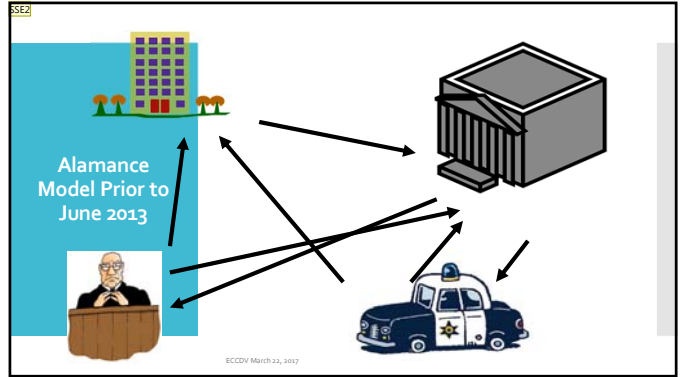 SSE2
Alamance
Model Prior to
June 2013
ECCDV March 22, 2017